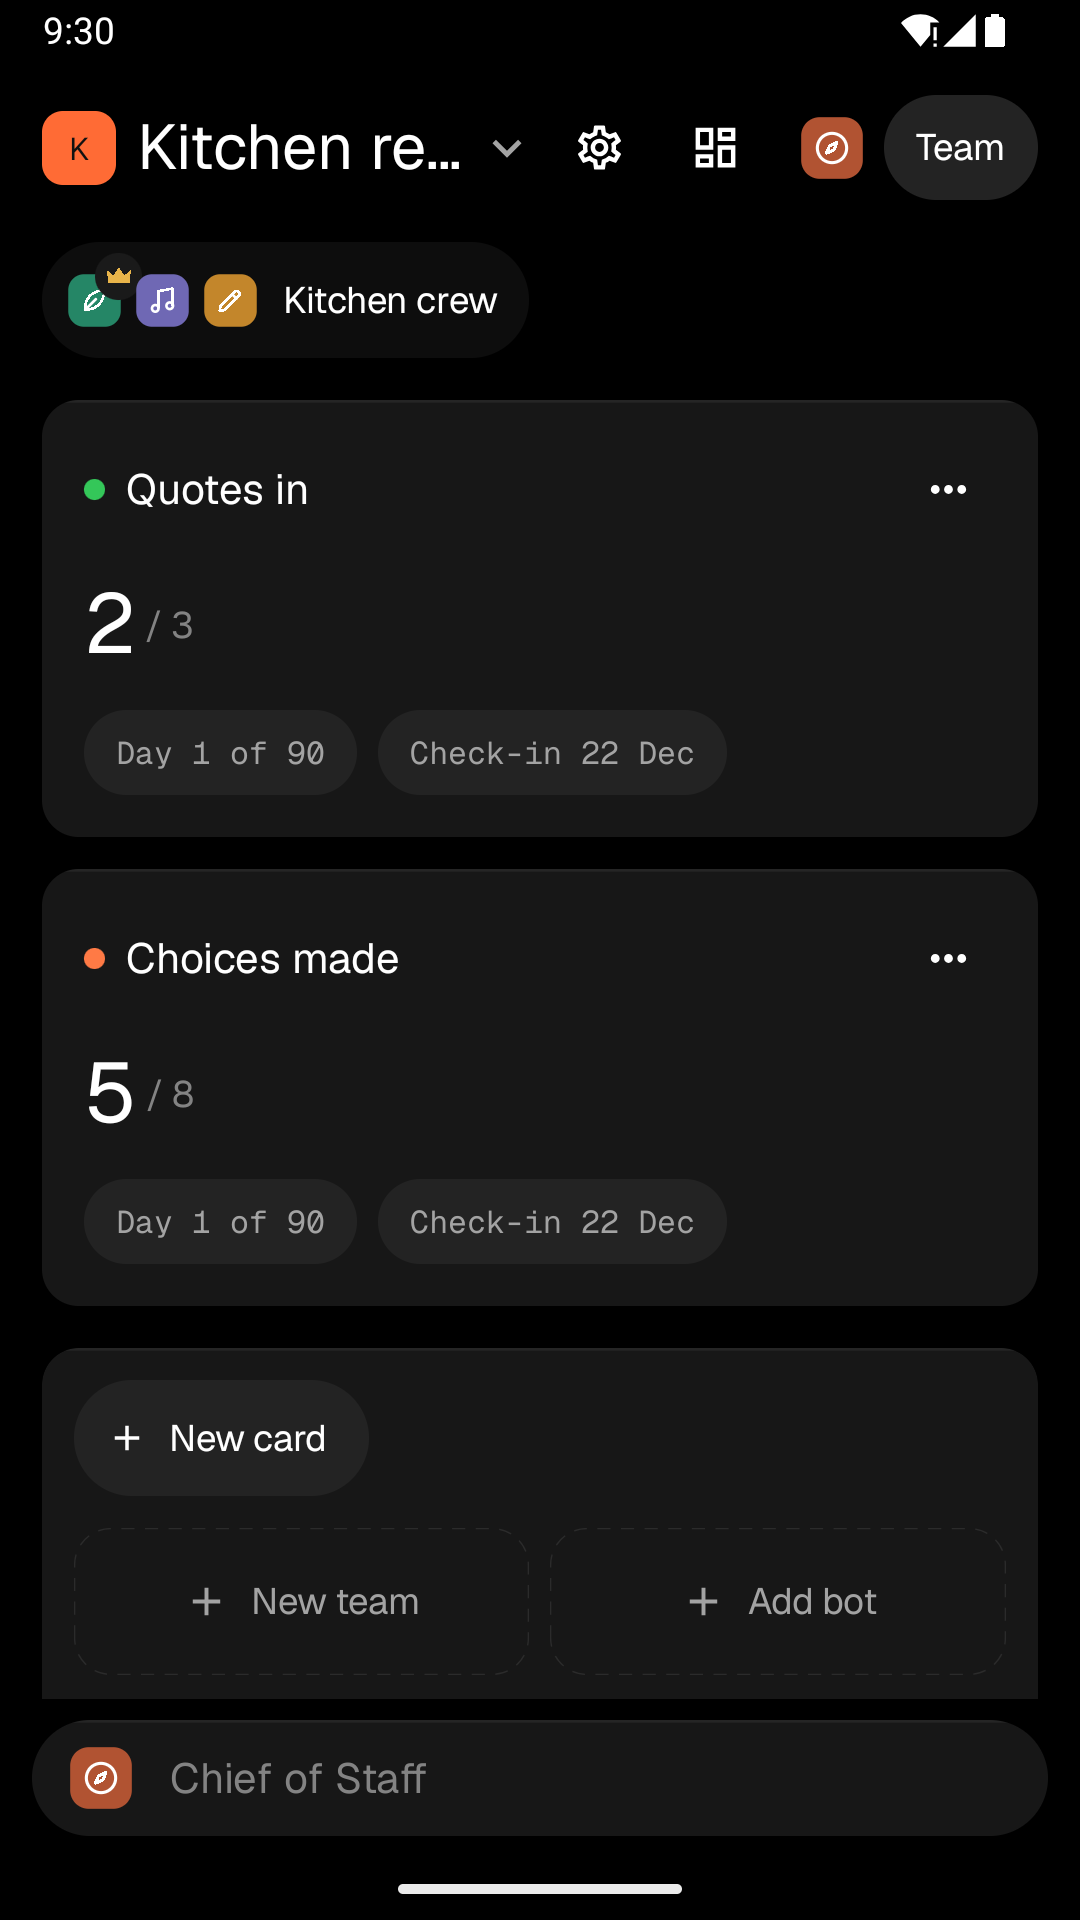 9:30
K
Kitchen re...
Team
Kitchen crew
Quotes in
2 / 3
Day 1 of 90
Check-in 22 Dec
Choices made
5 / 8
Day 1 of 90
Check-in 22 Dec
+ New card
+ New team
+ Add bot
Chief of Staff